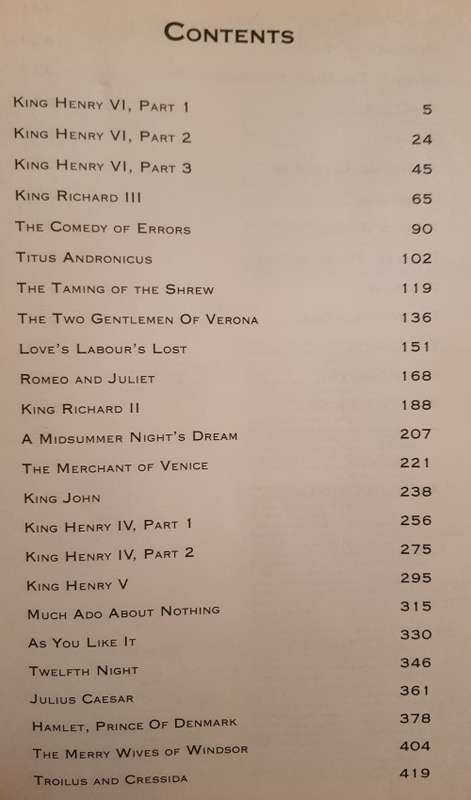 CONTENTS
KING HENRY VI, PART 1 5
KING HENRY VI, PART 2 24
KING HENRY VI, PART 3 45
KING RICHARD III 65
THE COMEDY OF ERRORS 90
TITUS ANDRONICUS 102
THE TAMING OF THE SHREW 119
THE TWO GENTLEMEN OF VERONA 136
LOVE'S LABOUR'S LOST 151
ROMEO AND JULIET 168
KING RICHARD II 188
A MIDSUMMER NIGHT'S DREAM 207
THE MERCHANT OF VENICE 221
KING JOHN 238
KING HENRY IV, PART 1 256
KING HENRY IV, PART 2 275
KING HENRY V 295
MUCH ADO ABOUT NOTHING 315
AS YOU LIKE IT 330
TWELFTH NIGHT 346
JULIUS CAESAR 361
HAMLET, PRINCE OF DENMARK 378
THE MERRY WIVES OF WINDSOR 404
TROILUS AND CRESSIDA 419